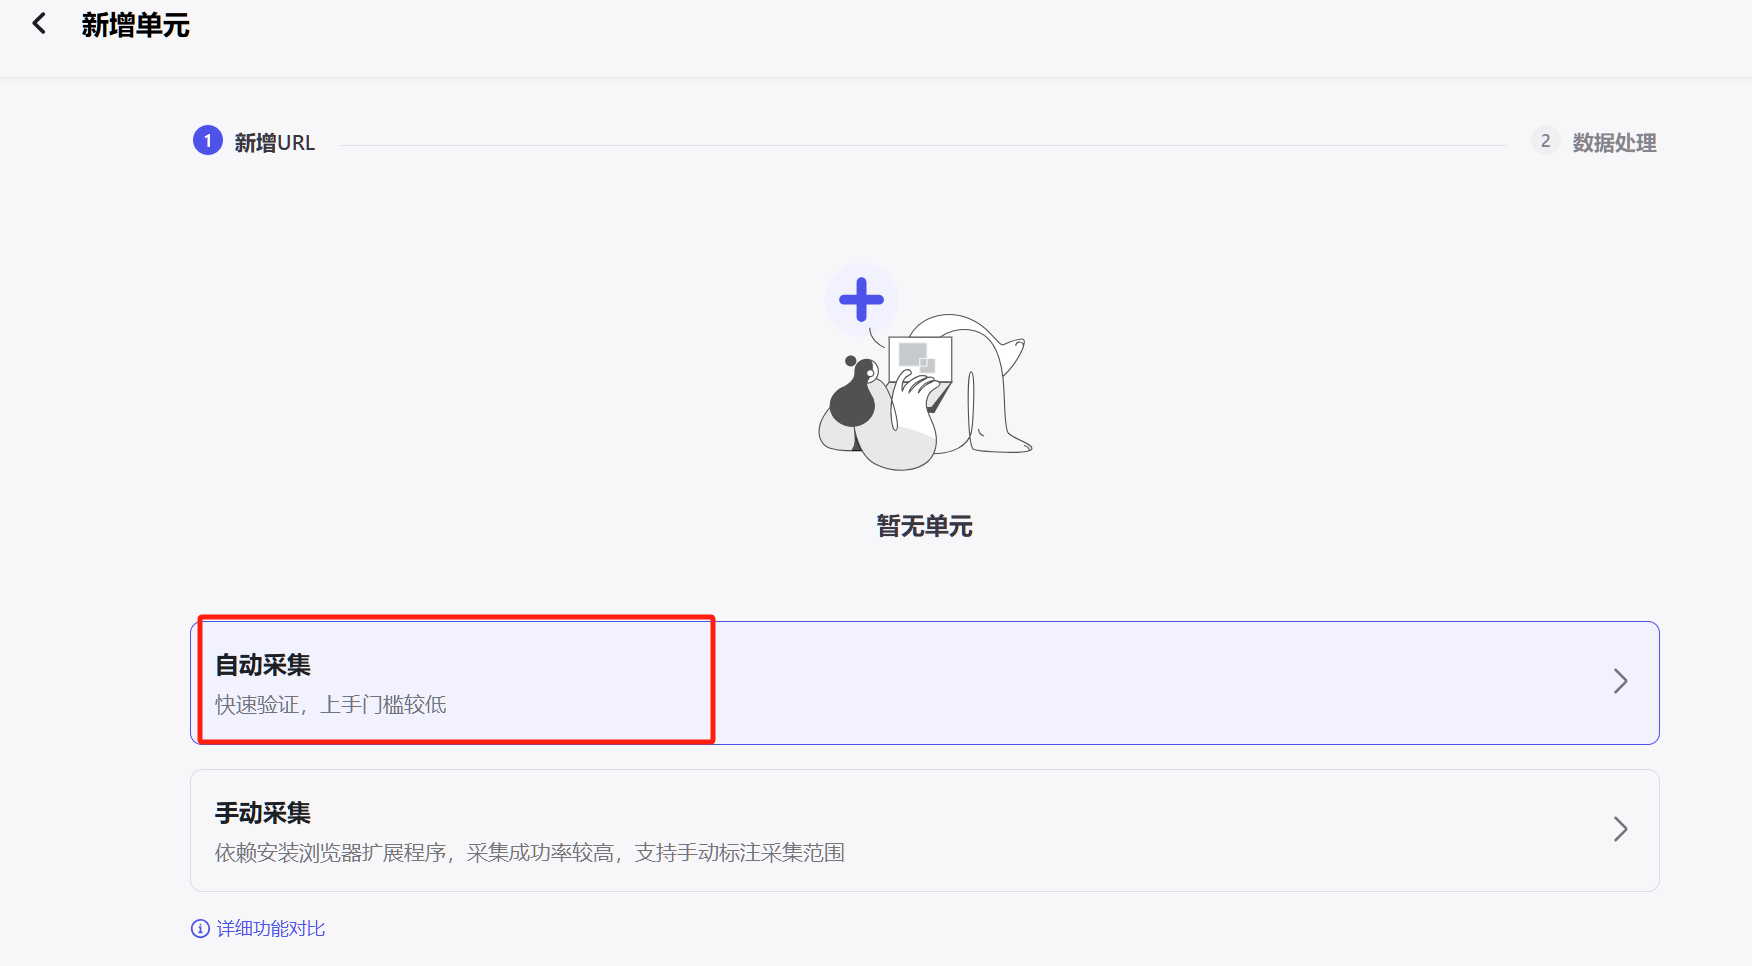 新增单元
1 新增URL
2 数据处理
暂无单元
自动采集
快速验证，上手门槛较低
手动采集
依赖安装浏览器扩展程序，采集成功率较高，支持手动标注采集范围
详细功能对比